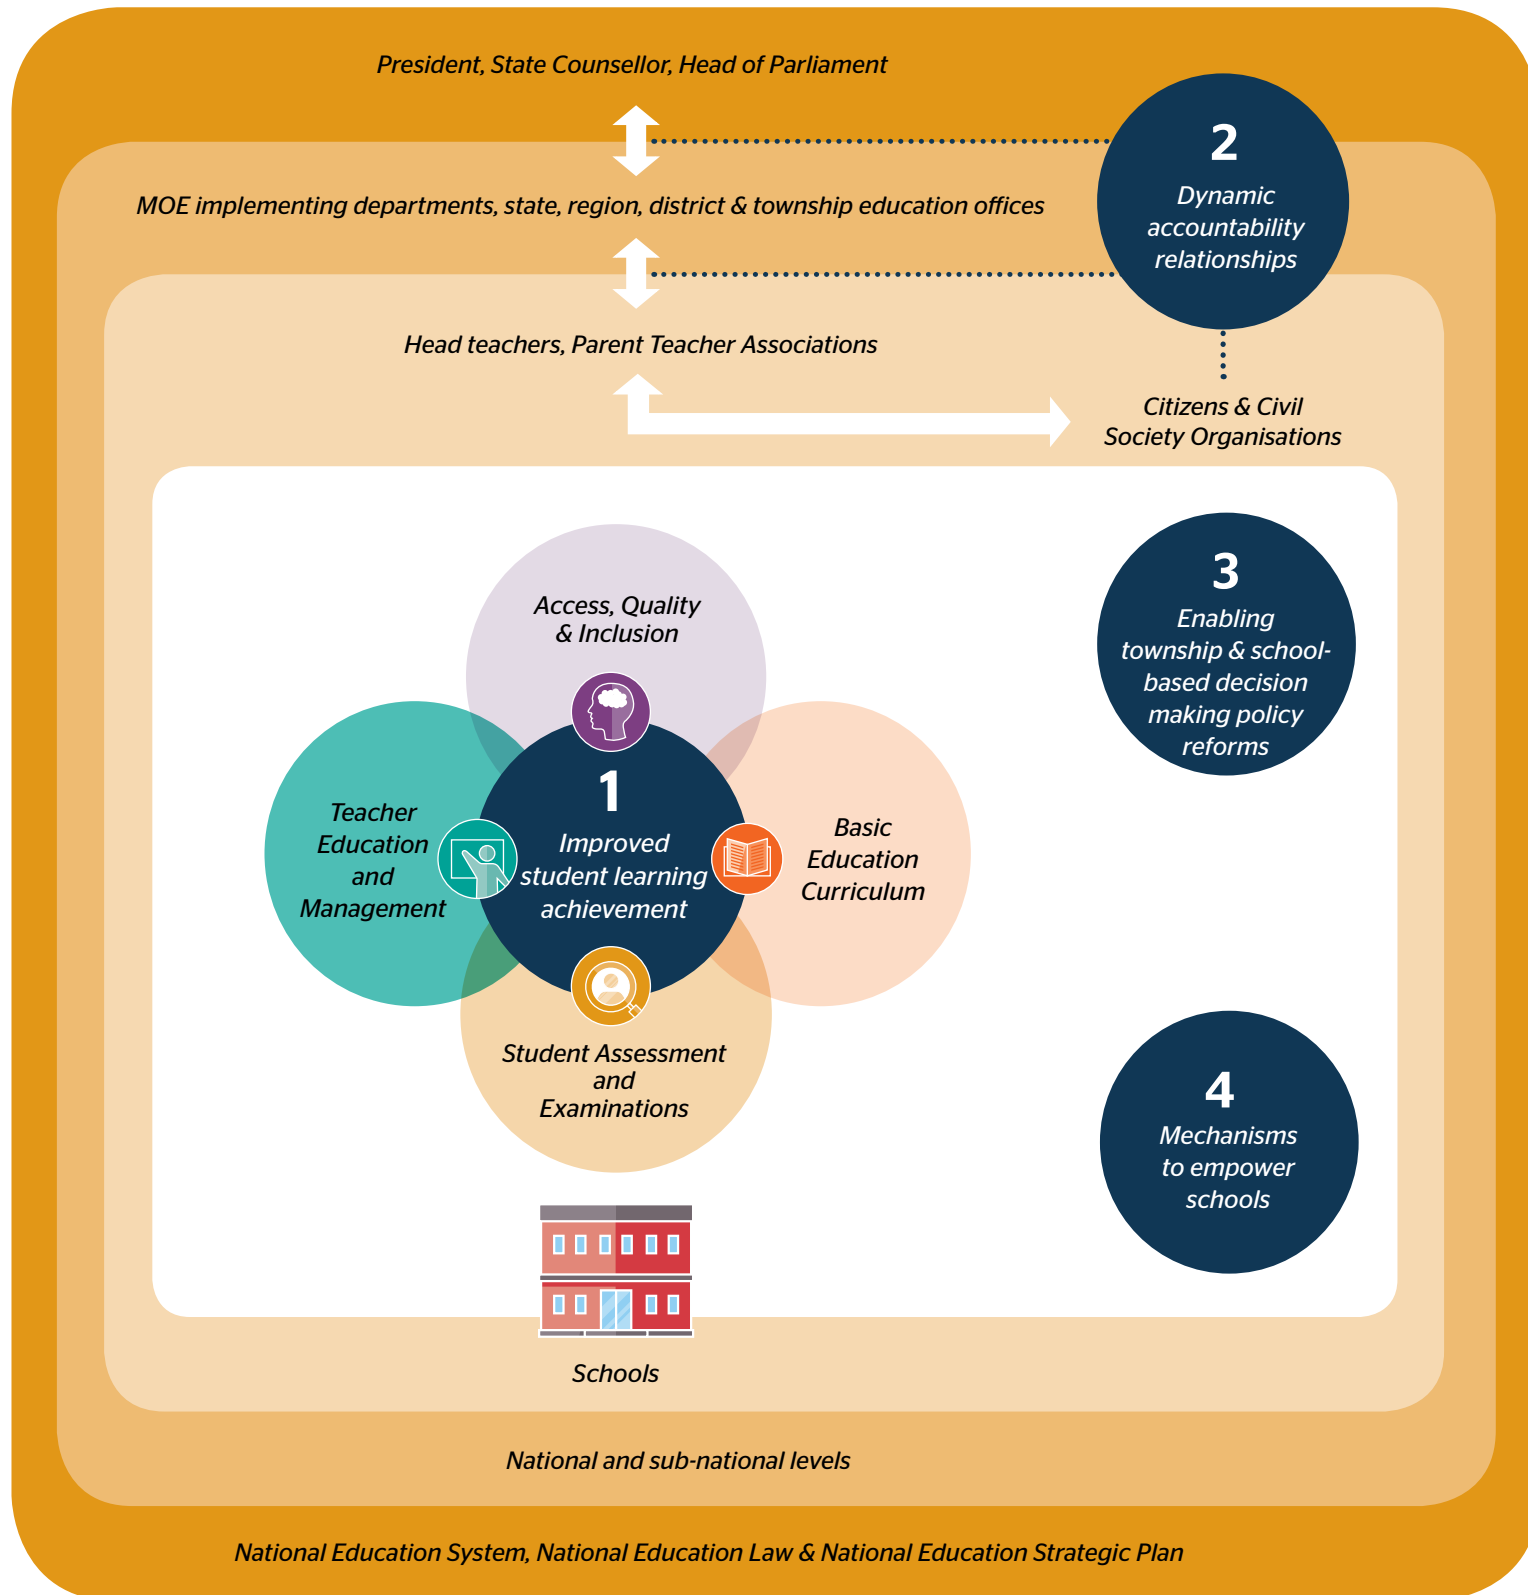 President, State Counsellor, Head of Parliament
2
Dynamic
accountability
relationships
MOE implementing departments, state, region, district & township education offices
Head teachers, Parent Teacher Associations
Citizens & Civil
Society Organisations
Access, Quality
& Inclusion
3
Enabling
township & school-
based decision
making policy
reforms
Teacher
Education
and
Management
1
Improved
student learning
achievement
Basic
Education
Curriculum
Student Assessment
and
Examinations
4
Mechanisms
to empower
schools
Schools
National and sub-national levels
National Education System, National Education Law & National Education Strategic Plan